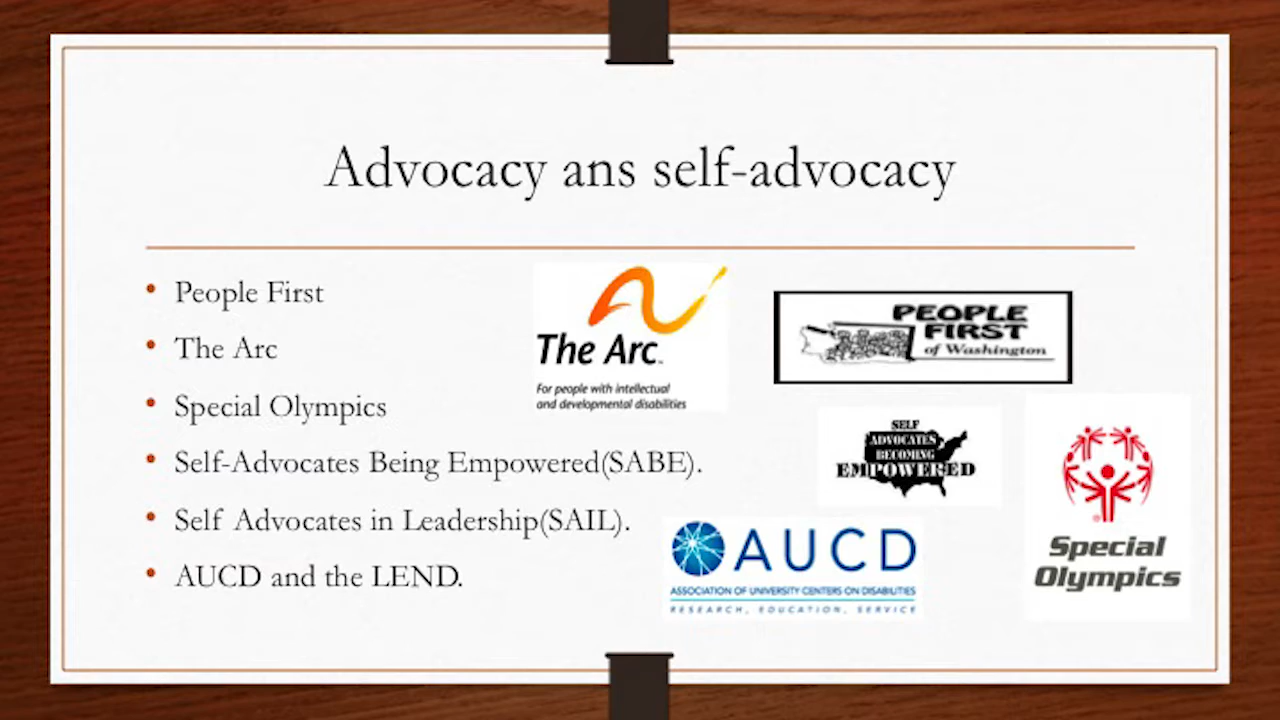 Advocacy ans self-advocacy
• People First
• The Arc
• Special Olympics
• Self-Advocates Being Empowered(SABE).
• Self Advocates in Leadership(SAIL).
• AUCD and the LEND.
The Arc™
For people with intellectual
and developmental disabilities
PEOPLE
FIRST
of Washington
SELF
ADVOCATES
BECOMING
EMPOWERED
AUCD
ASSOCIATION OF UNIVERSITY CENTERS ON DISABILITIES
RESEARCH, EDUCATION, SERVICE
®
Special
Olympics